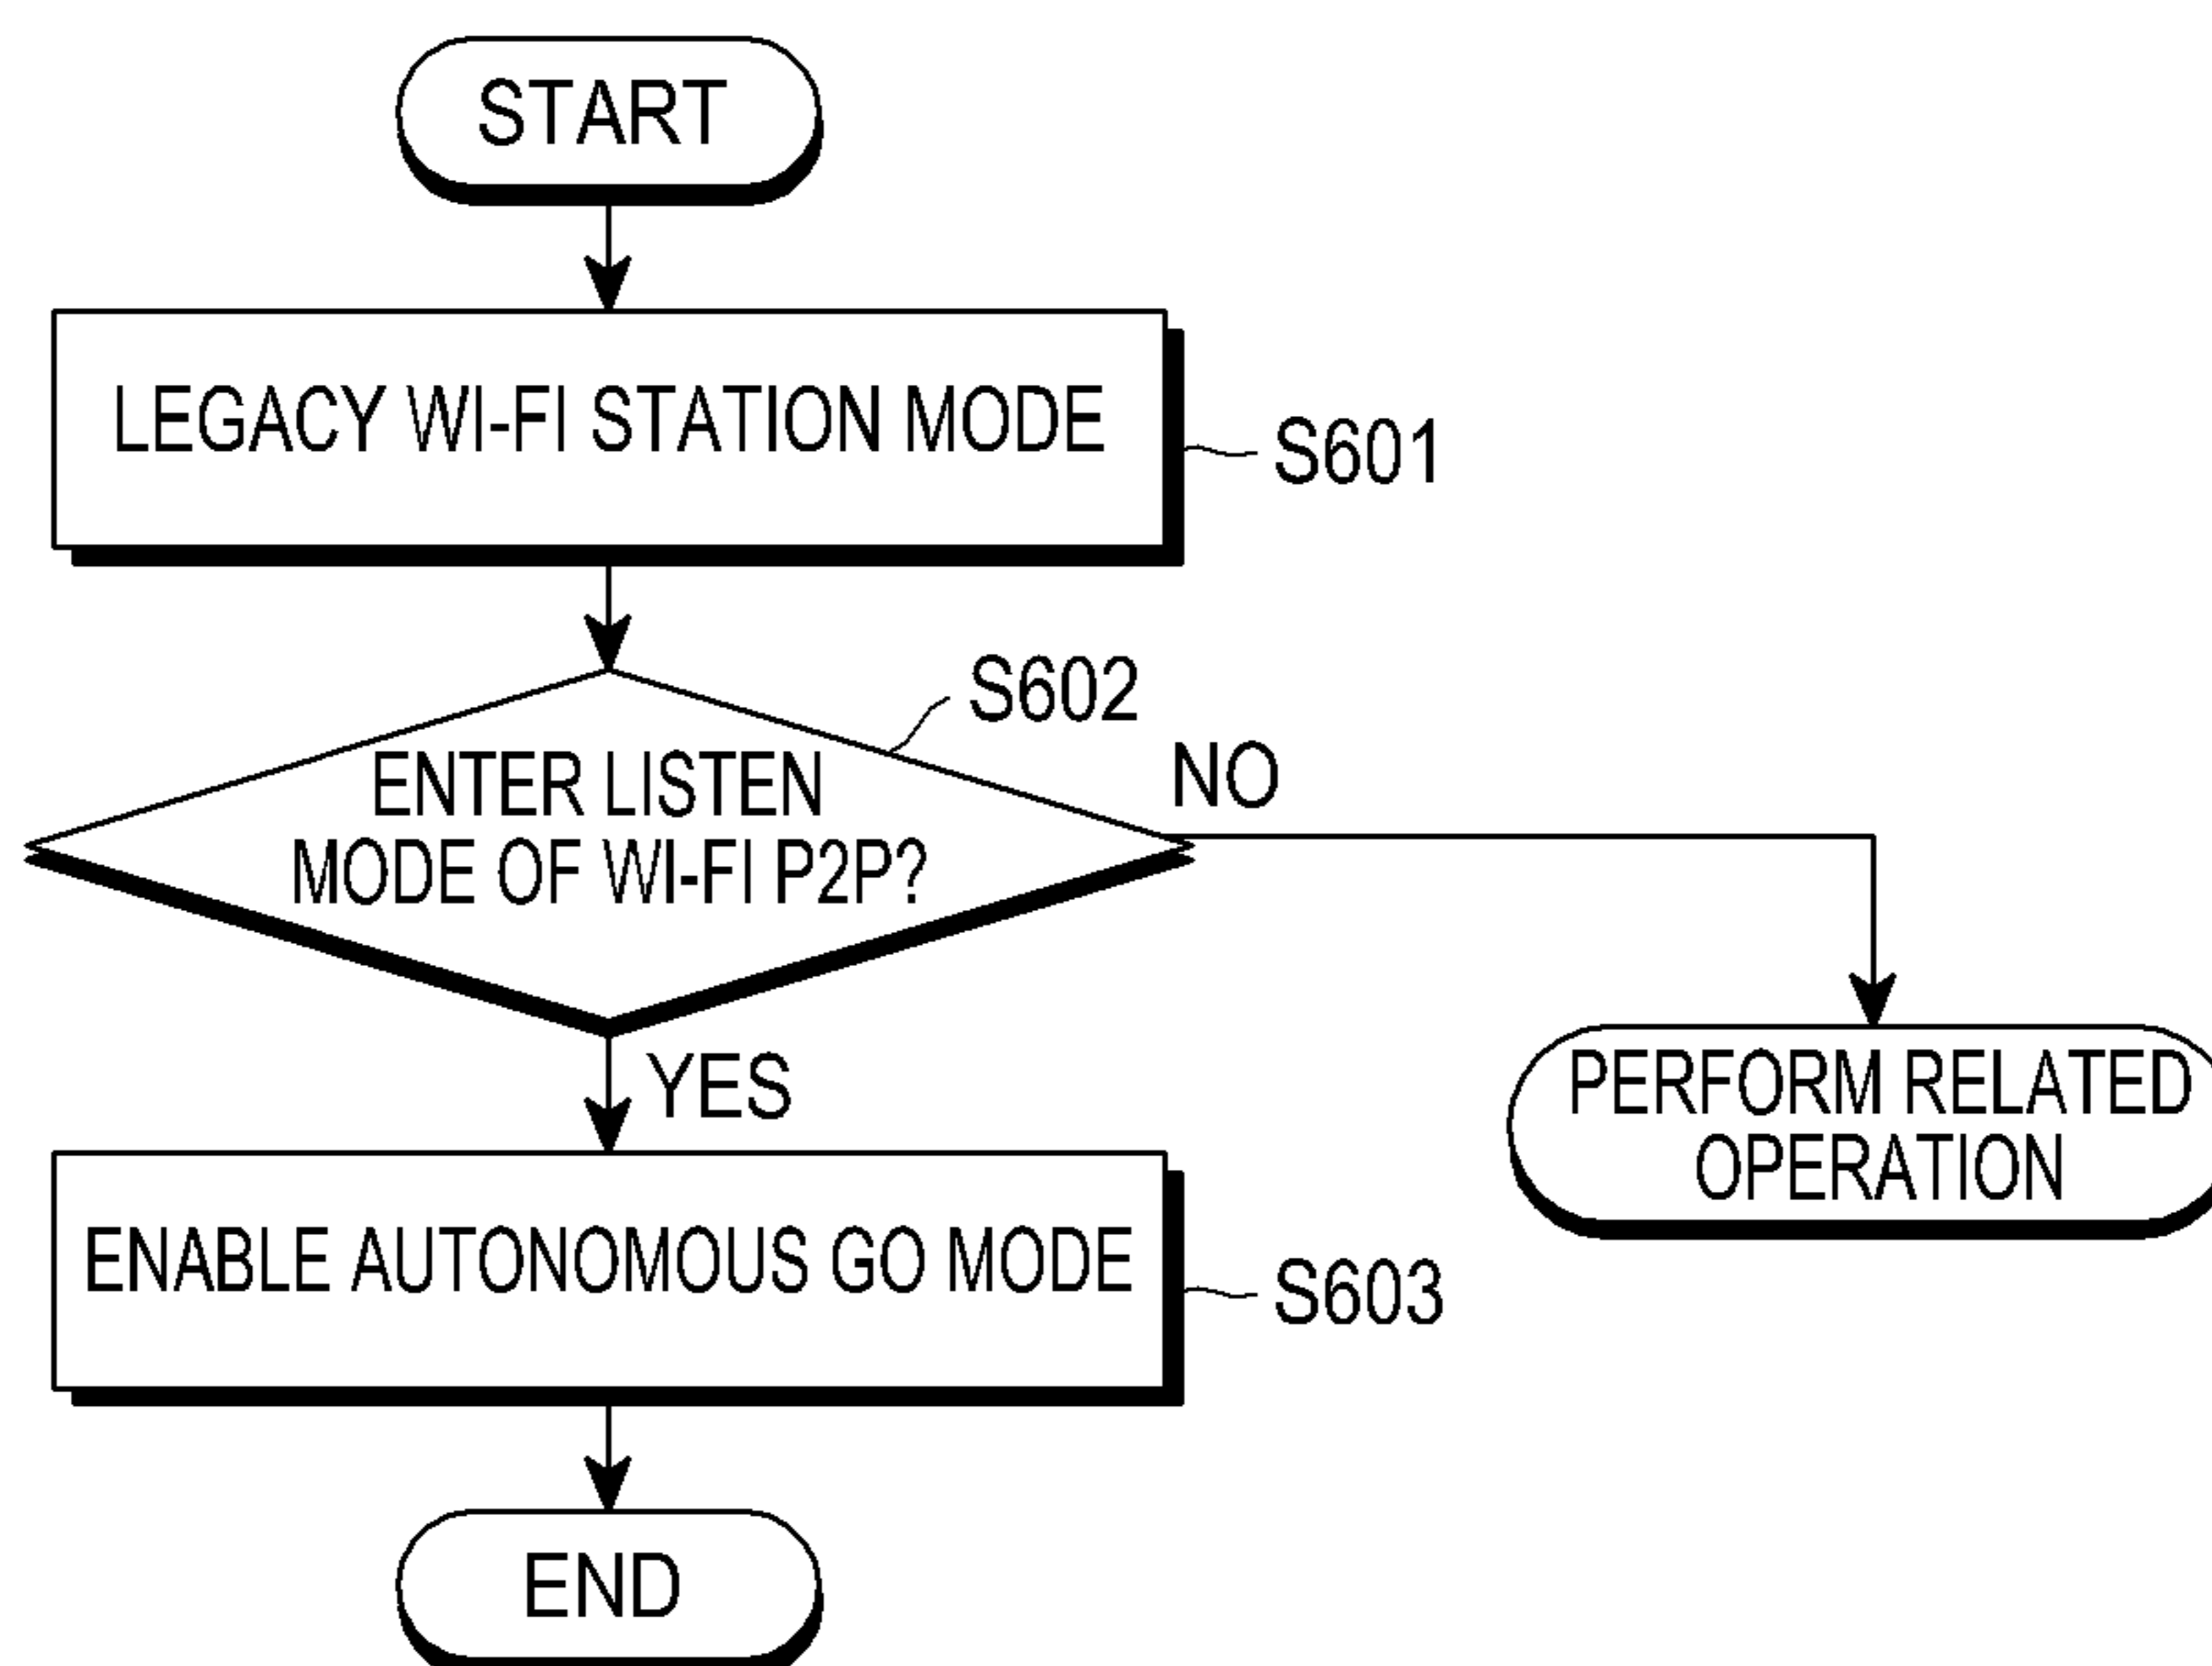 START
LEGACY WI-FI STATION MODE
S601
S602
ENTER LISTEN
MODE OF WI-FI P2P?
NO
YES
PERFORM RELATED
OPERATION
ENABLE AUTONOMOUS GO MODE
S603
END